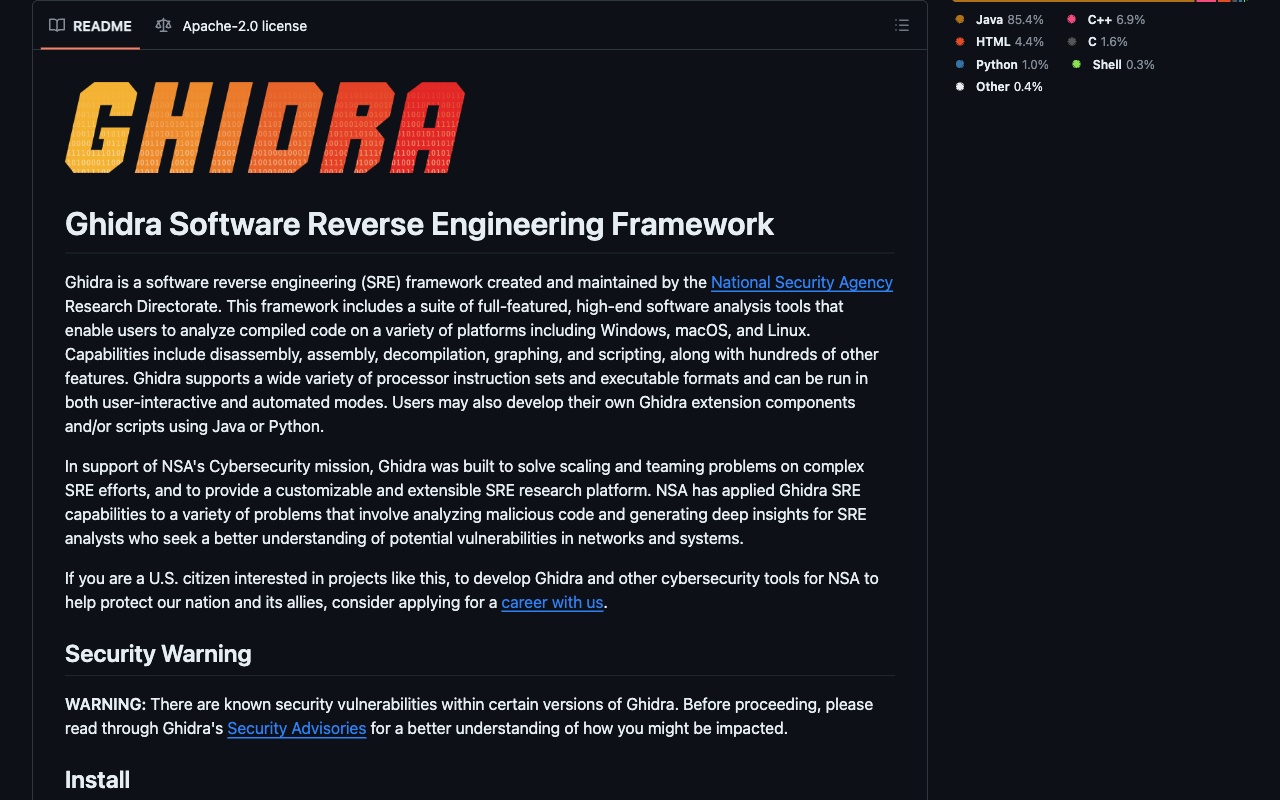 README
Apache-2.0 license
GHIDRA
Ghidra Software Reverse Engineering Framework
Ghidra is a software reverse engineering (SRE) framework created and maintained by the National Security Agency
Research Directorate. This framework includes a suite of full-featured, high-end software analysis tools that
enable users to analyze compiled code on a variety of platforms including Windows, macOS, and Linux.
Capabilities include disassembly, assembly, decompilation, graphing, and scripting, along with hundreds of other
features. Ghidra supports a wide variety of processor instruction sets and executable formats and can be run in
both user-interactive and automated modes. Users may also develop their own Ghidra extension components
and/or scripts using Java or Python.
In support of NSA's Cybersecurity mission, Ghidra was built to solve scaling and teaming problems on complex
SRE efforts, and to provide a customizable and extensible SRE research platform. NSA has applied Ghidra SRE
capabilities to a variety of problems that involve analyzing malicious code and generating deep insights for SRE
analysts who seek a better understanding of potential vulnerabilities in networks and systems.
If you are a U.S. citizen interested in projects like this, to develop Ghidra and other cybersecurity tools for NSA to
help protect our nation and its allies, consider applying for a career with us.
Security Warning
WARNING: There are known security vulnerabilities within certain versions of Ghidra. Before proceeding, please
read through Ghidra's Security Advisories for a better understanding of how you might be impacted.
Install
Java 85.4% C++ 6.9%
HTML 4.4% C 1.6%
Python 1.0% Shell 0.3%
Other 0.4%